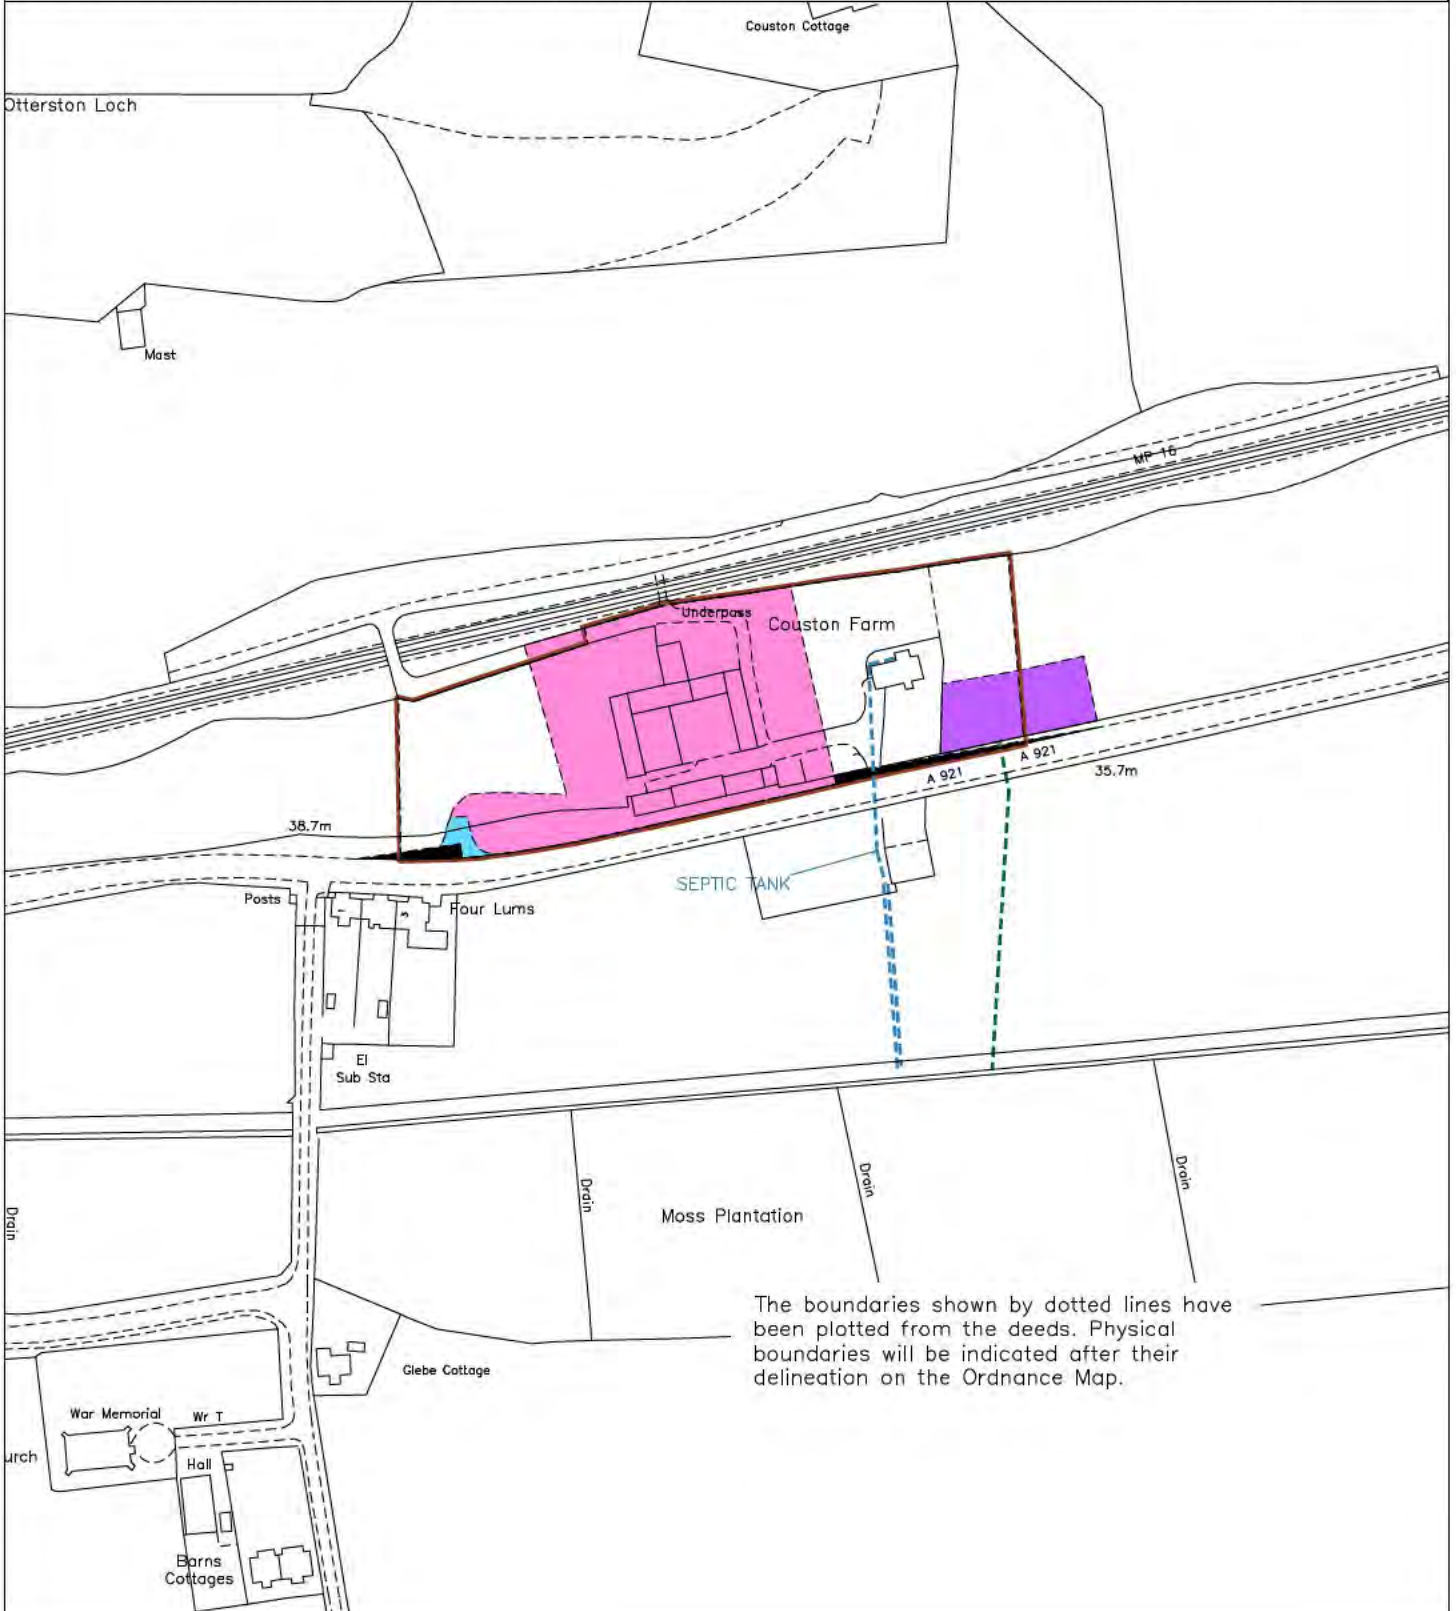 Couston Cottage
Otterston Loch
Mast
MP 16
Underpass
Couston Farm
A 921
A 921
35.7m
38.7m
SEPTIC TANK
Posts
1
3
Four Lums
El
Sub Sta
Drain
Drain
Drain
Drain
Moss Plantation
The boundaries shown by dotted lines have
been plotted from the deeds. Physical
boundaries will be indicated after their
delineation on the Ordnance Map.
Glebe Cottage
War Memorial
Wr T
urch
Hall
Barns
Cottages